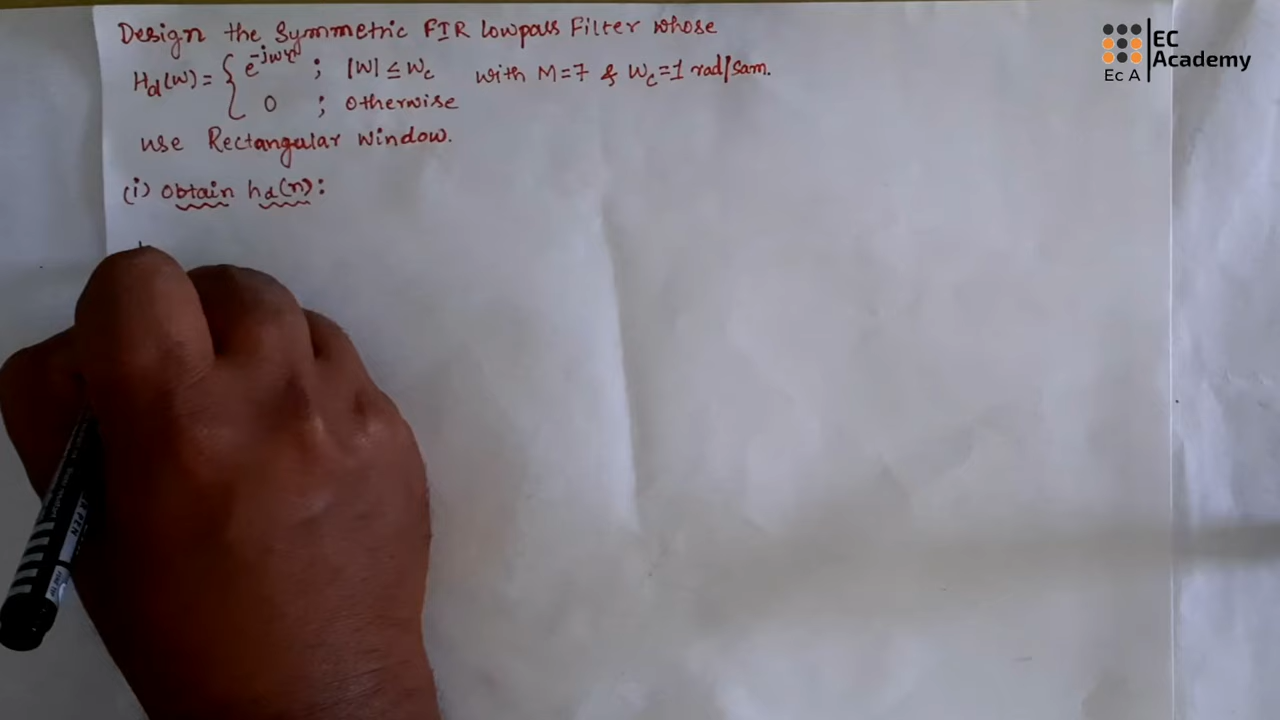 Design the Symmetric FIR lowpass Filter whose
Hd(w) = { e^-jwτ ; |w| ≤ wc with M=7 & wc=1 rad/sam.
0 ; otherwise
use Rectangular window.
(i) Obtain hd(n):
EC
Academy
Ec A